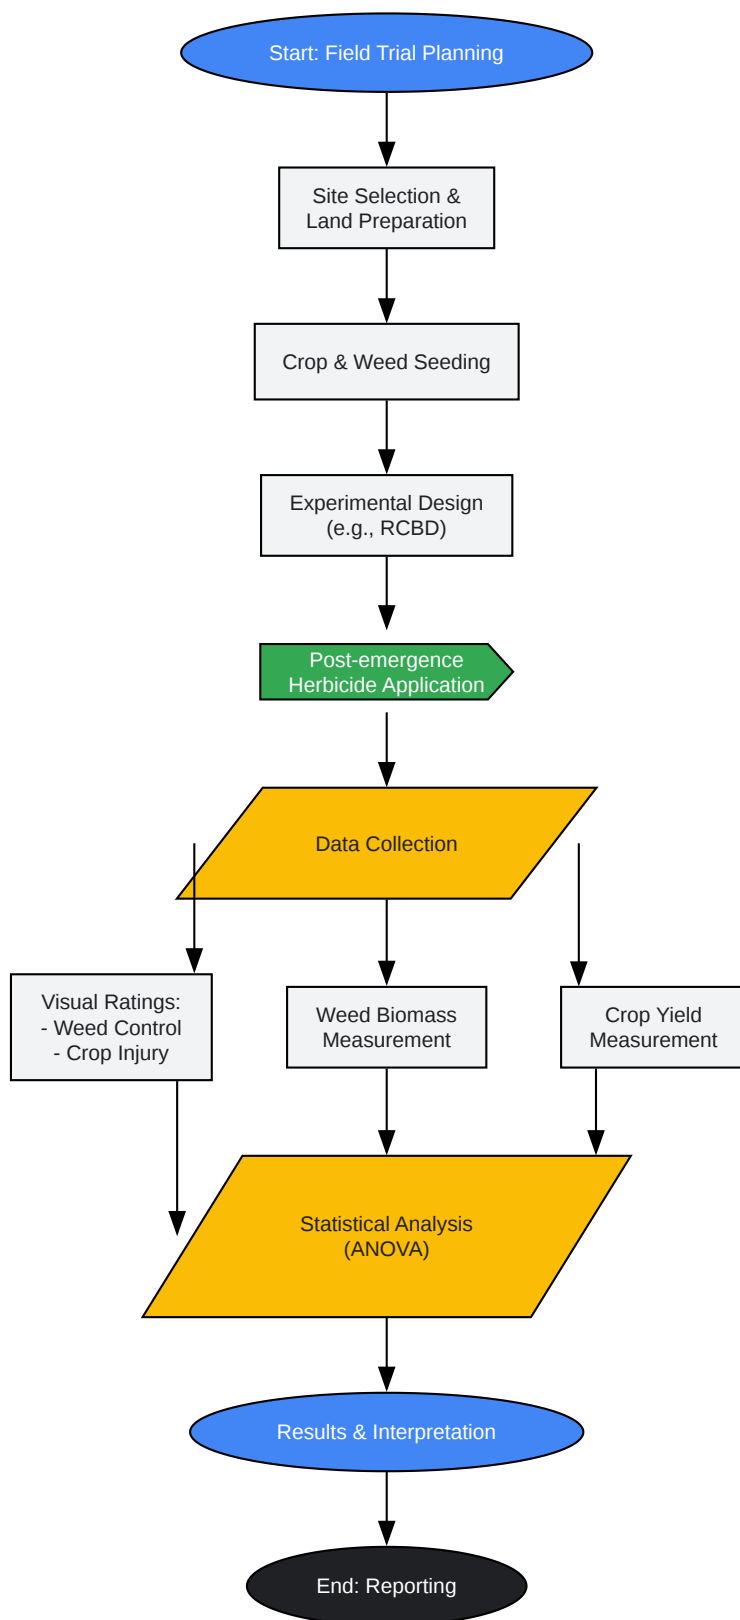 Start: Field Trial Planning
Site Selection &
Land Preparation
Crop & Weed Seeding
Experimental Design
(e.g., RCBD)
Post-emergence
Herbicide Application
Data Collection
Visual Ratings:
- Weed Control
- Crop Injury
Weed Biomass
Measurement
Crop Yield
Measurement
Statistical Analysis
(ANOVA)
Results & Interpretation
End: Reporting